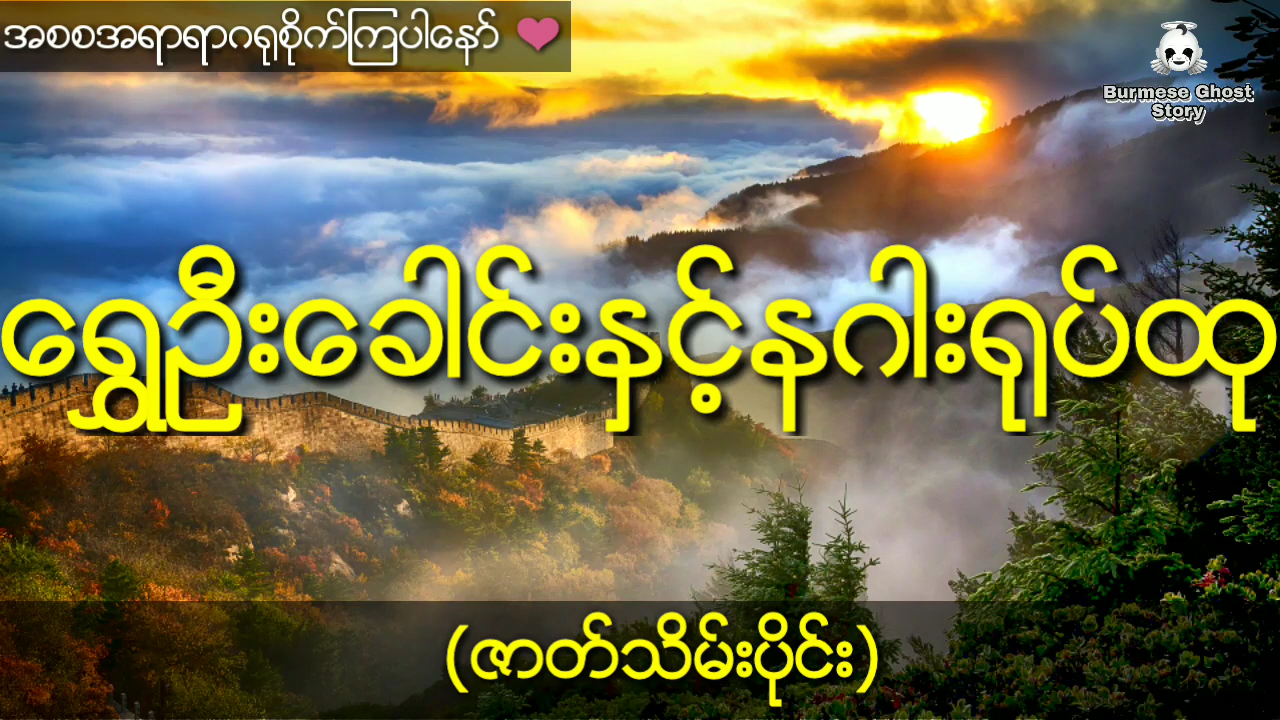 အစစအရာရာဂရုစိုက်ကြပါနော် ❤
Burmese Ghost
Story
ရွှေဦးခေါင်းနှင့်နဂါးရုပ်ထု
(ဇာတ်သိမ်းပိုင်း)